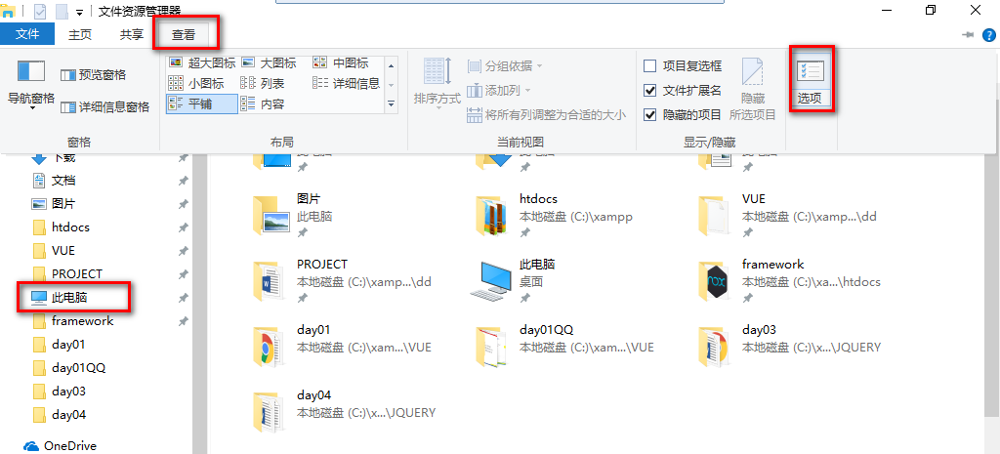 文件资源管理器
文件 主页 共享 查看
导航窗格
预览窗格
详细信息窗格
窗格
超大图标 大图标 中图标
小图标 列表 详细信息
平铺 内容
布局
排序方式
分组依据
添加列
将所有列调整为合适的大小
当前视图
项目复选框
文件扩展名
隐藏的项目
隐藏
所选项目
显示/隐藏
选项
下载
文档
图片
htdocs
VUE
PROJECT
此电脑
framework
day01
day01QQ
day03
day04
OneDrive
此电脑 此电脑 此电脑
图片
此电脑
htdocs
本地磁盘 (C:)\xampp
VUE
本地磁盘 (C:)\xamp...\dd
PROJECT
本地磁盘 (C:)\xamp...\dd
此电脑
桌面
framework
本地磁盘 (C:)\xa...\htdocs
day01
本地磁盘 (C:)\xam...\VUE
day01QQ
本地磁盘 (C:)\xam...\VUE
day03
本地磁盘 (C:)\x...\JQUERY
day04
本地磁盘 (C:)\x...\JQUERY